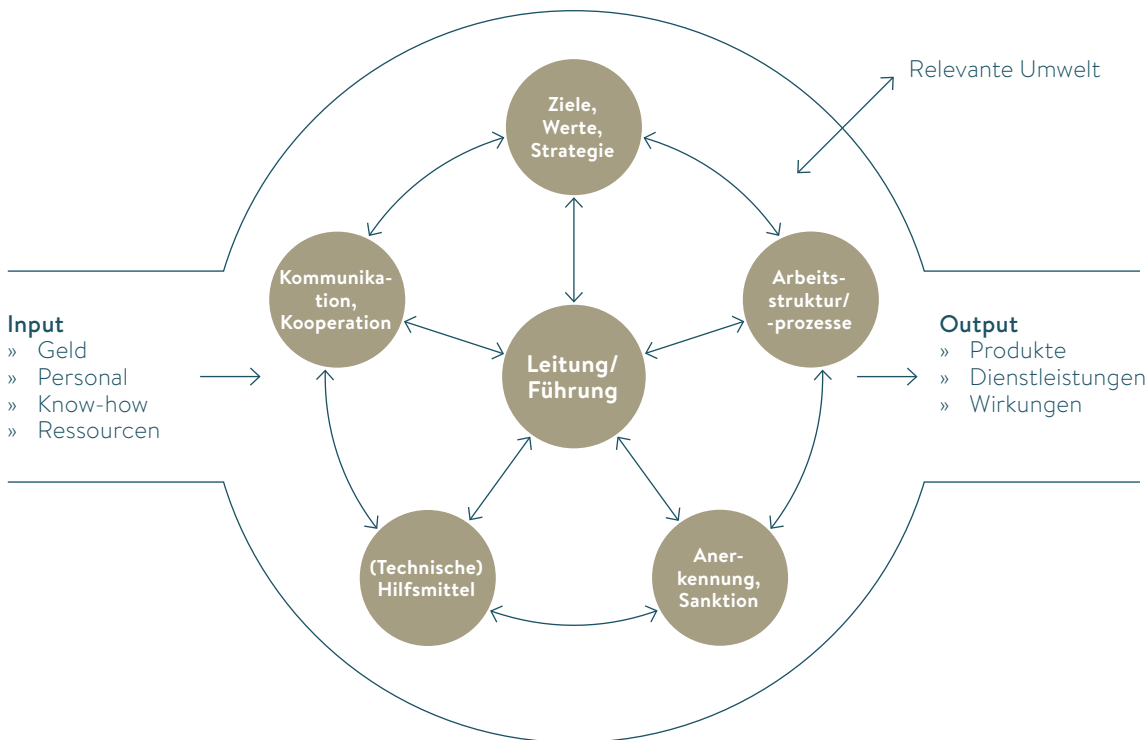 Relevante Umwelt
Ziele,
Werte,
Strategie
Kommunika-
tion,
Kooperation
Arbeits-
struktur/
-prozesse
Input
» Geld
» Personal
» Know-how
» Ressourcen
Leitung/
Führung
Output
» Produkte
» Dienstleistungen
» Wirkungen
(Technische)
Hilfsmittel
Aner-
kennung,
Sanktion